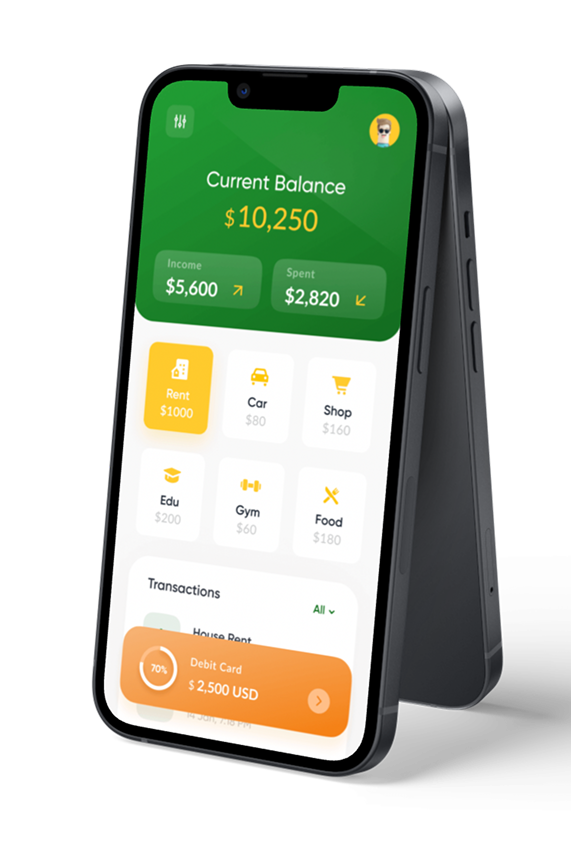 Current Balance
$10,250
Income
$5,600
Spent
$2,820
Rent
$1000
Car
$80
Shop
$160
Edu
$200
Gym
$60
Food
$180
Transactions
All
House Rent
70%
Debit Card
$2,500 USD